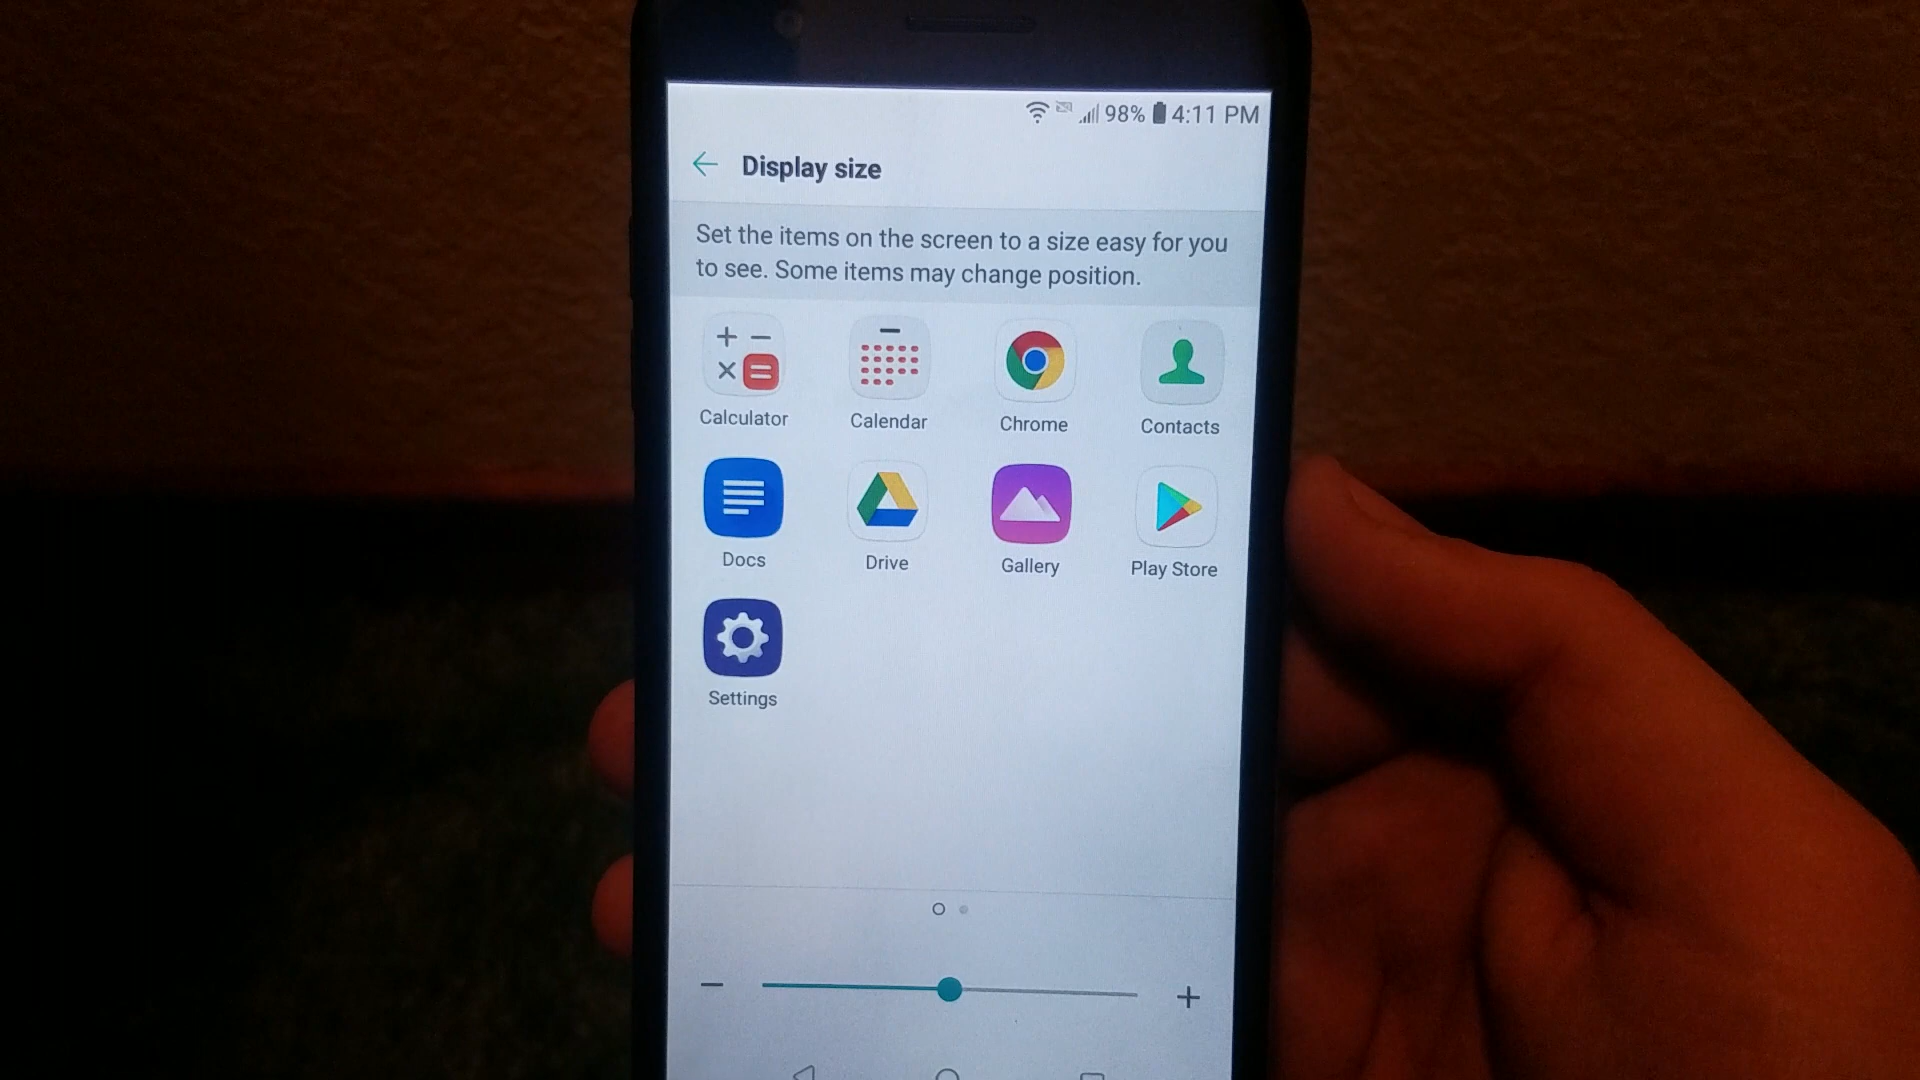 98% 4:11 PM
Display size
Set the items on the screen to a size easy for you
to see. Some items may change position.
Calculator Calendar Chrome Contacts
Docs Drive Gallery Play Store
Settings